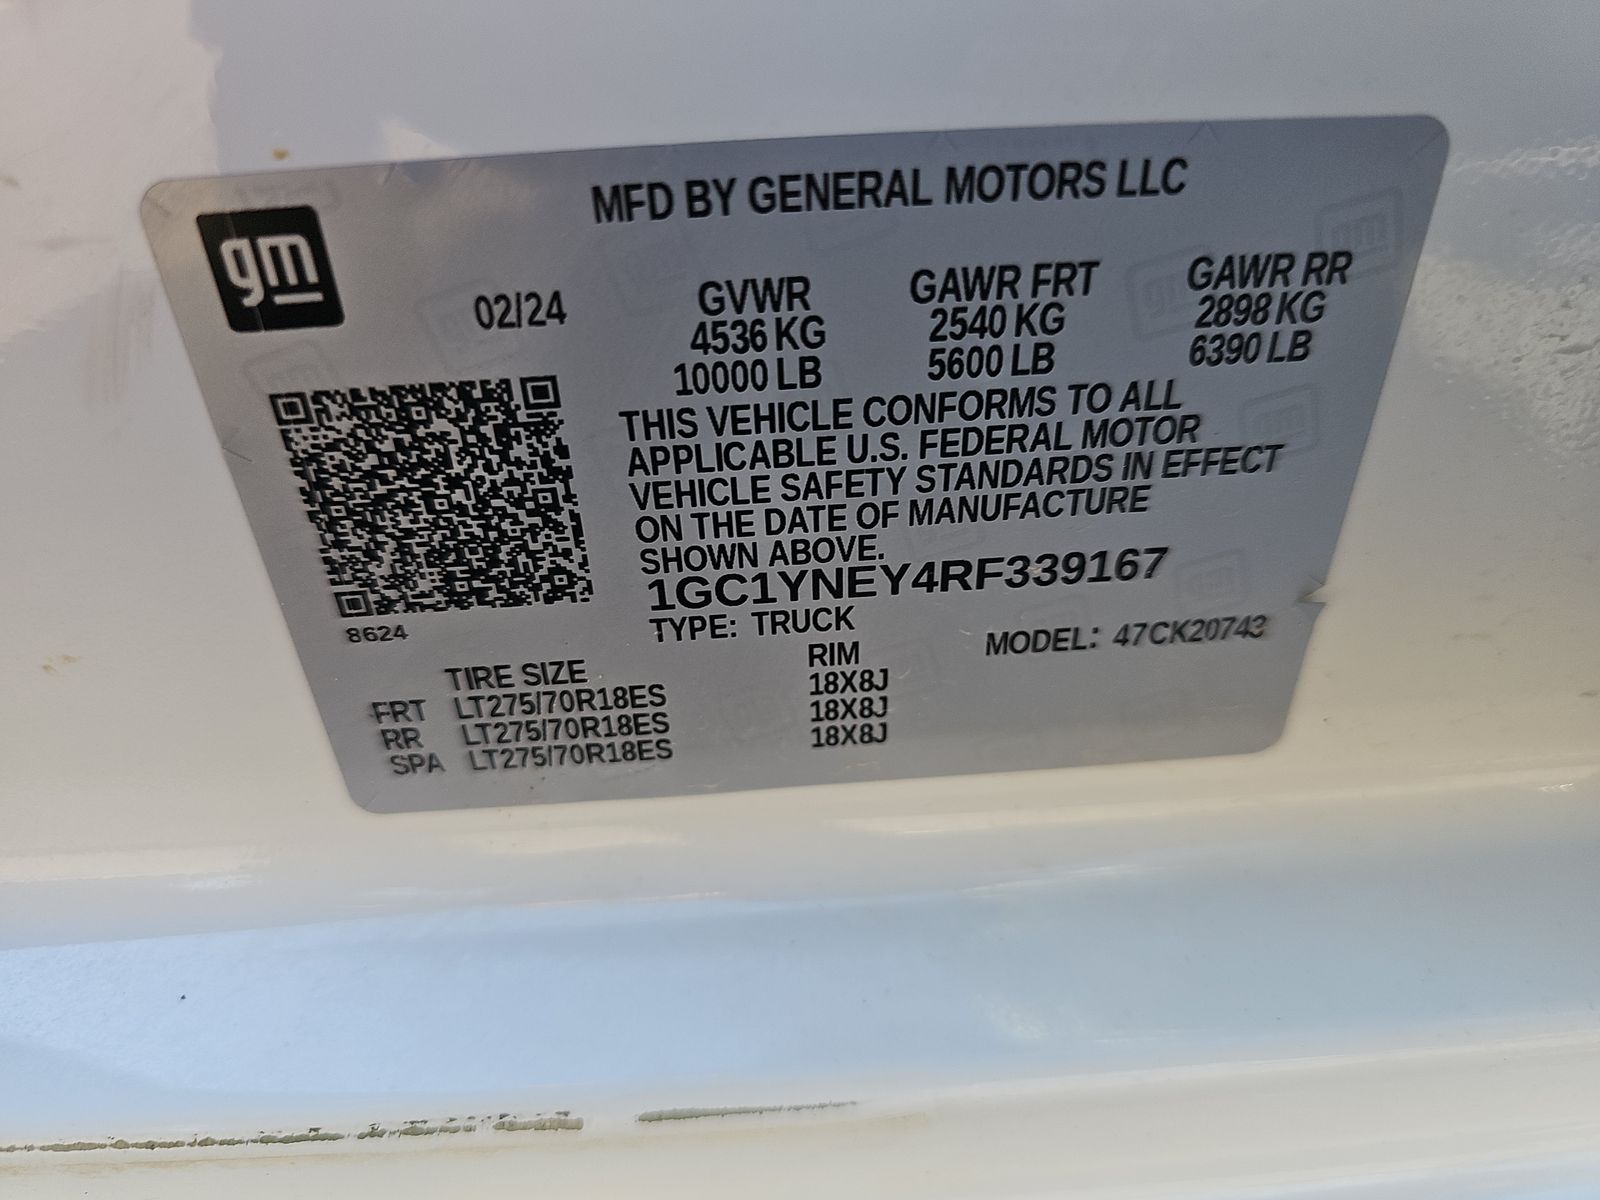 MFD BY GENERAL MOTORS LLC
gm
02/24
GVWR GAWR FRT GAWR RR
4536 KG 2540 KG 2898 KG
10000 LB 5600 LB 6390 LB
THIS VEHICLE CONFORMS TO ALL
APPLICABLE U.S. FEDERAL MOTOR
VEHICLE SAFETY STANDARDS IN EFFECT
ON THE DATE OF MANUFACTURE
SHOWN ABOVE.
1GC1YNEY4RF339167
8624
TYPE: TRUCK MODEL: 47CK20743
TIRE SIZE RIM
FRT LT275/70R18ES 18X8J
RR LT275/70R18ES 18X8J
SPA LT275/70R18ES 18X8J